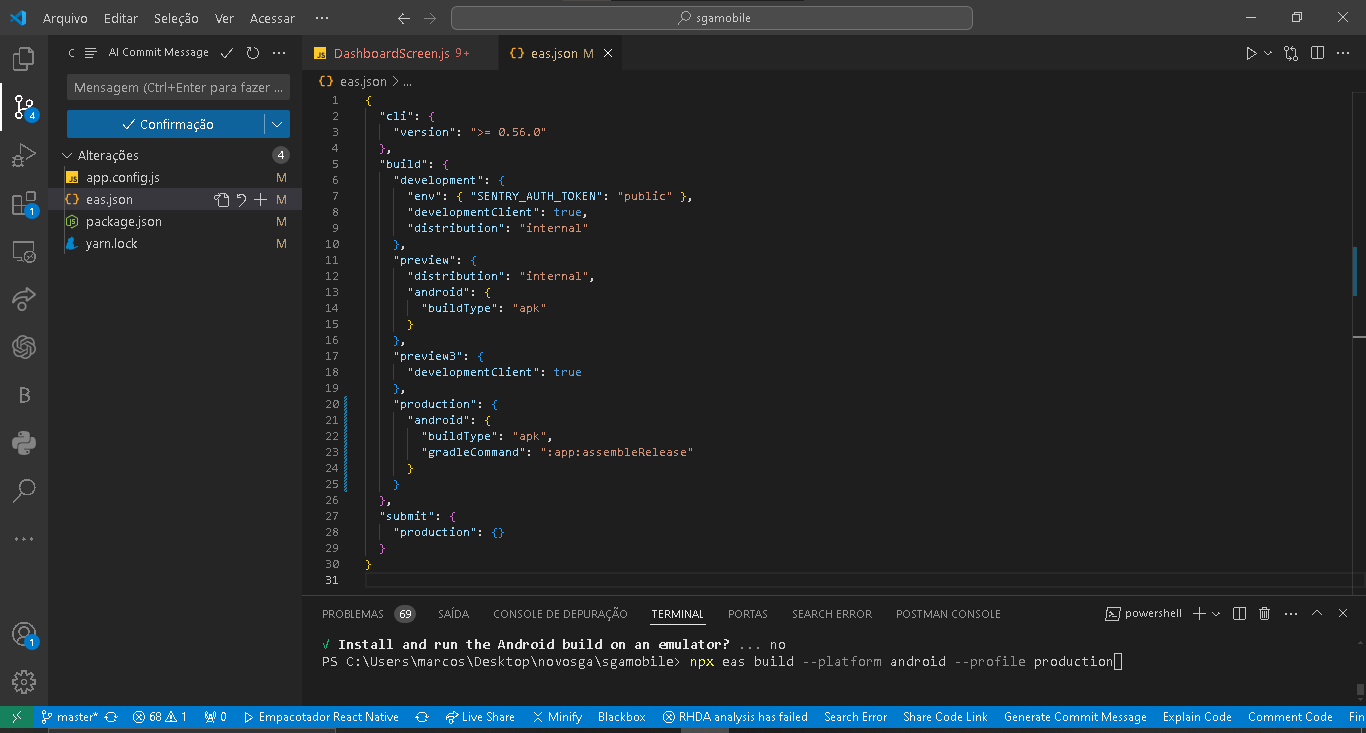 Arquivo Editar Seleção Ver Acessar ··· sgamobile
AI Commit Message
Mensagem (Ctrl+Enter para fazer ...
Confirmação
Alterações 4
app.config.js M
eas.json M
package.json M
yarn.lock M
4
1
B
1
DashboardScreen.js 9+ eas.json M
eas.json > ...
1 {
2 "cli": {
3 "version": ">= 0.56.0"
4 },
5 "build": {
6 "development": {
7 "env": { "SENTRY_AUTH_TOKEN": "public" },
8 "developmentClient": true,
9 "distribution": "internal"
10 },
11 "preview": {
12 "distribution": "internal",
13 "android": {
14 "buildType": "apk"
15 }
16 },
17 "preview3": {
18 "developmentClient": true
19 },
20 "production": {
21 "android": {
22 "buildType": "apk",
23 "gradleCommand": ":app:assembleRelease"
24 }
25 }
26 },
27 "submit": {
28 "production": {}
29 }
30 }
31
PROBLEMAS 69 SAÍDA CONSOLE DE DEPURAÇÃO TERMINAL PORTAS SEARCH ERROR POSTMAN CONSOLE powershell
√ Install and run the Android build on an emulator? ... no
PS C:\Users\marcos\Desktop\novosga\sgamobile> npx eas build --platform android --profile production
master* 68 1 0 Empacotador React Native Live Share Minify Blackbox RHDA analysis has failed Search Error Share Code Link Generate Commit Message Explain Code Comment Code Fin